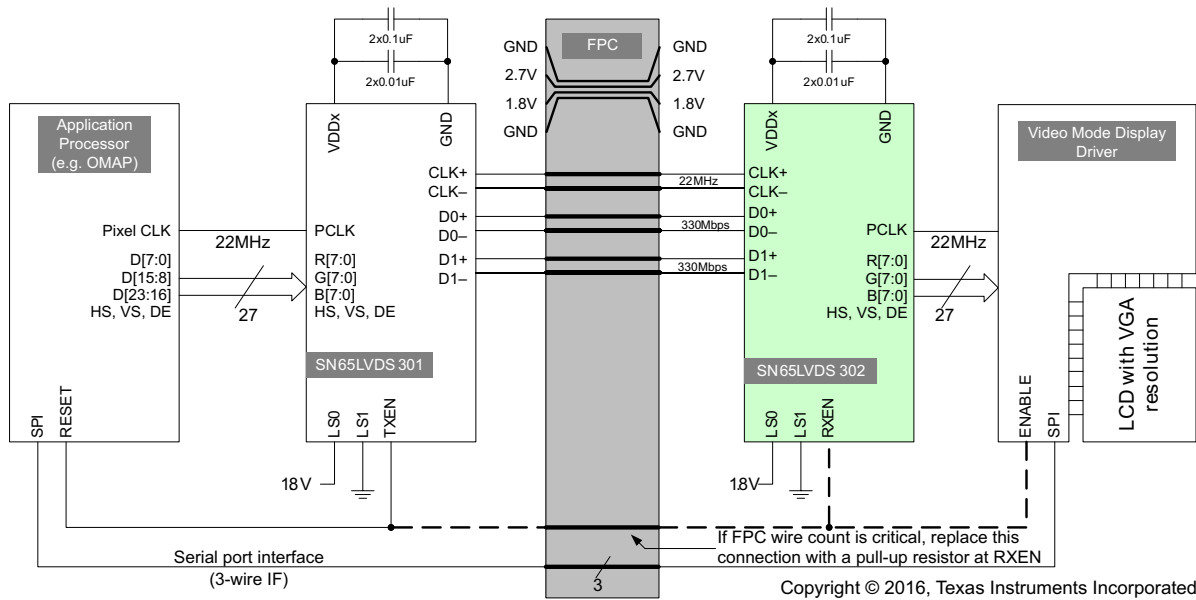 2x0.1uF
2x0.01uF
2x0.1uF
2x0.01uF
FPC
GND
2.7V
1.8V
GND
GND
2.7V
1.8V
GND
Application
Processor
(e.g. OMAP)
Pixel CLK
D[7:0]
D[15:8]
D[23:16]
HS, VS, DE
SPI
RESET
22MHz
27
VDDx
GND
CLK+
CLK–
D0+
D0–
D1+
D1–
PCLK
R[7:0]
G[7:0]
B[7:0]
HS, VS, DE
SN65LVDS 301
LS0
LS1
TXEN
18V
22MHz
330Mbps
330Mbps
VDDx
GND
CLK+
CLK–
D0+
D0–
D1+
D1–
PCLK
R[7:0]
G[7:0]
B[7:0]
HS, VS, DE
SN65LVDS 302
LS0
LS1
RXEN
1.8V
22MHz
27
Video Mode Display
Driver
ENABLE
SPI
LCD with VGA
resolution
If FPC wire count is critical, replace this
connection with a pull-up resistor at RXEN
Serial port interface
(3-wire IF)
3
Copyright © 2016, Texas Instruments Incorporated